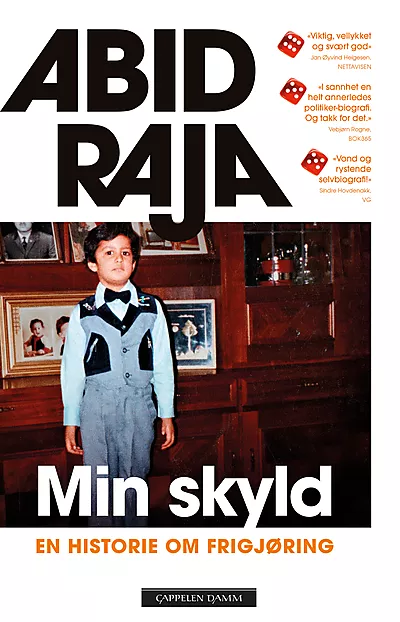 ABID
RAJA
«Viktig, vellykket
og svært god»
Jan Øyvind Helgesen,
NETTAVISEN
«I sannhet en
helt annerledes
politiker-biografi.
Og takk for det.»
Vebjørn Rogne,
BOK365
«Vond og
rystende
selvbiografi!»
Sindre Hovdenakk,
VG
Min skyld
EN HISTORIE OM FRIGJØRING
CAPPELEN DAMM